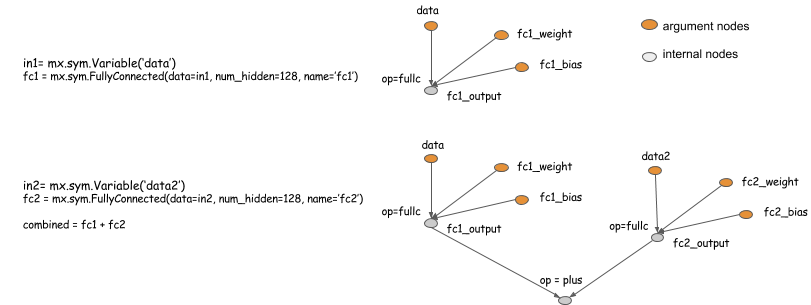 data
fc1_weight
argument nodes
in1= mx.sym.Variable('data')
fc1 = mx.sym.FullyConnected(data=in1, num_hidden=128, name='fc1')
internal nodes
fc1_bias
op=fullc
fc1_output
data
data2
fc1_weight
in2= mx.sym.Variable('data2')
fc2 = mx.sym.FullyConnected(data=in2, num_hidden=128, name='fc2')
fc2_weight
fc1_bias
op=fullc
fc2_bias
combined = fc1 + fc2
fc1_output
op=fullc
fc2_output
op = plus